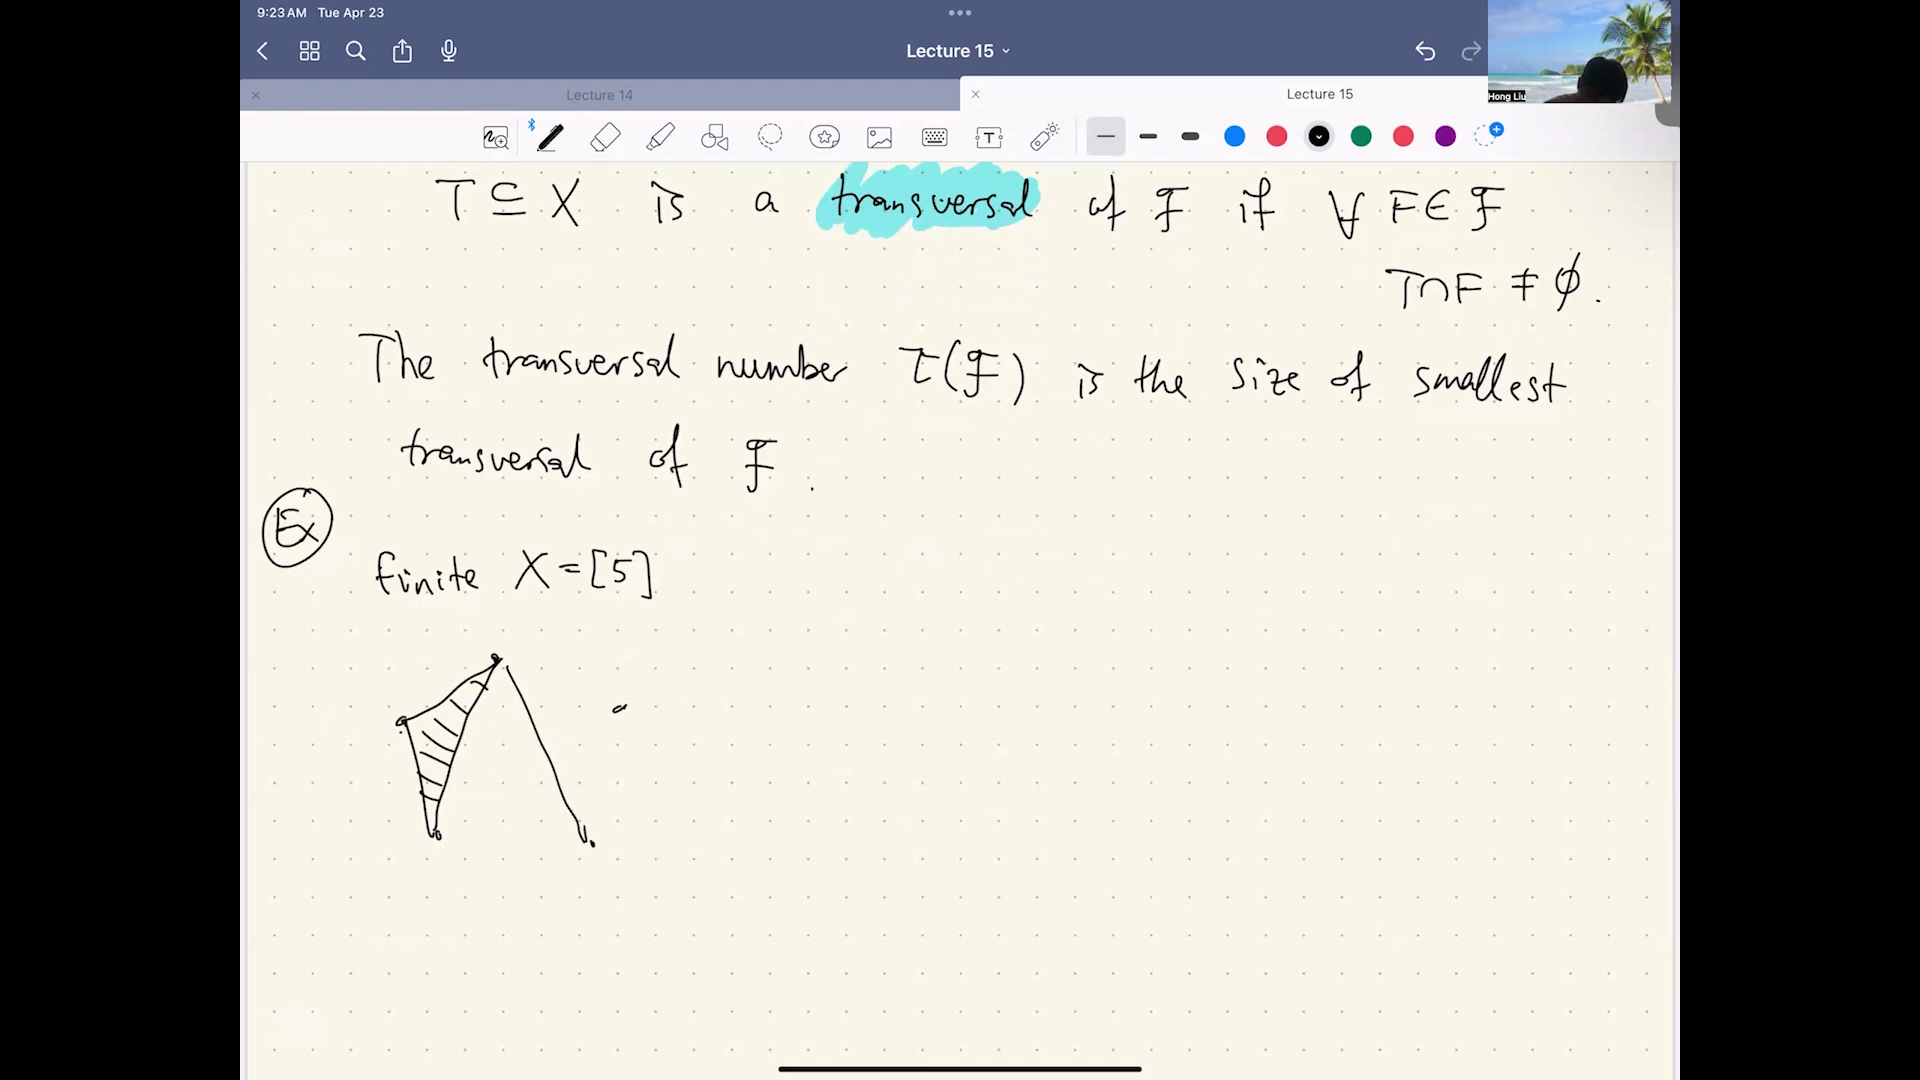 9:23 AM Tue Apr 23
Lecture 15
Hong Liu
Lecture 14
Lecture 15
T ⊆ X is a transversal of ℱ if ∀ F ∈ ℱ
T ∩ F ≠ ∅.
The transversal number τ(ℱ) is the size of smallest
transversal of ℱ.
Ex
finite X = [5]